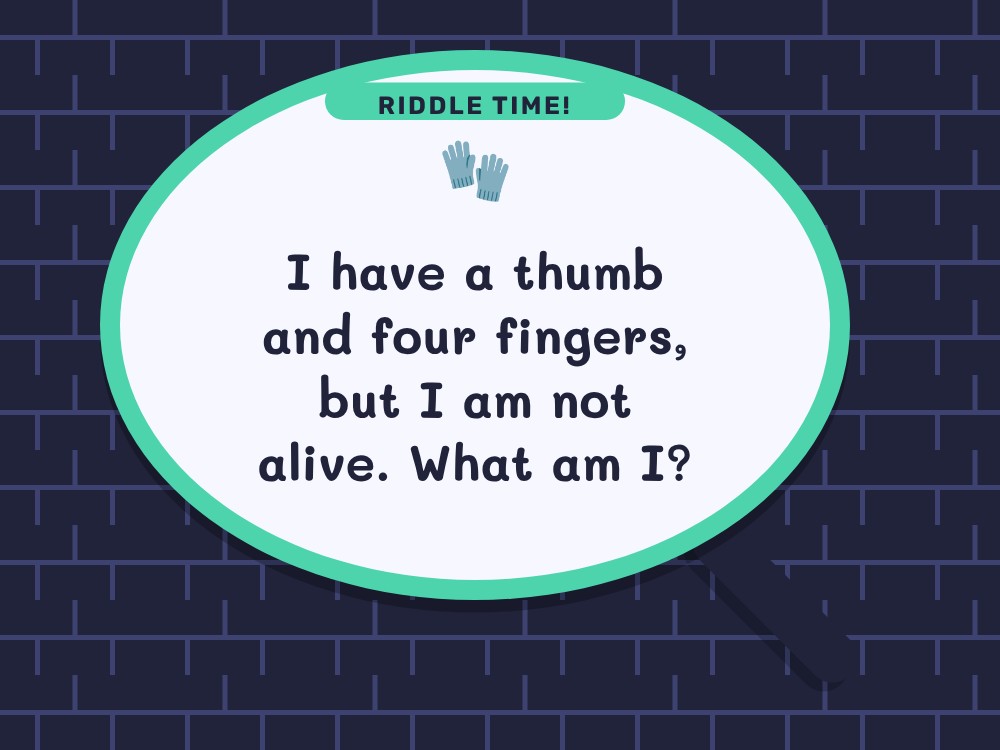 RIDDLE TIME!
I have a thumb
and four fingers,
but I am not
alive. What am I?